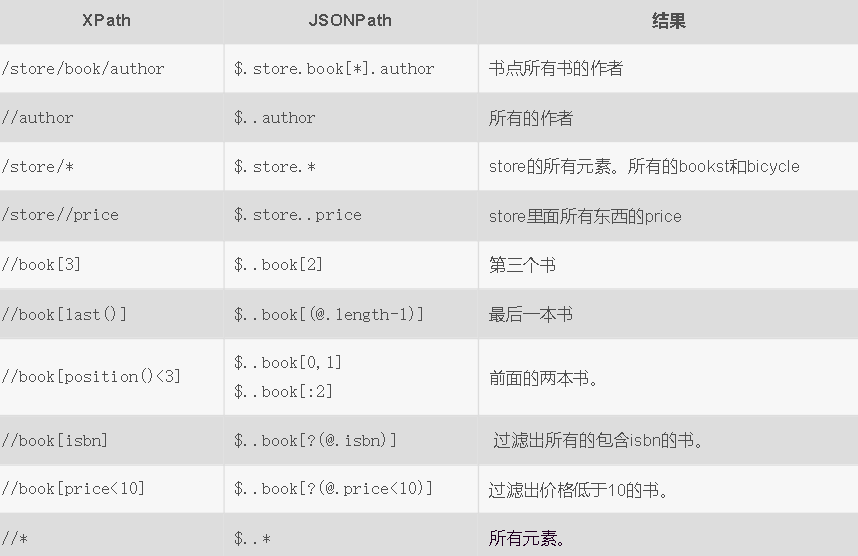 XPath JSONPath 结果
/store/book/author $.store.book[*].author 书点所有书的作者
//author $..author 所有的作者
/store/* $.store.* store的所有元素。所有的bookst和bicycle
/store//price $.store..price store里面所有东西的price
//book[3] $..book[2] 第三个书
//book[last()] $..book[(@.length-1)] 最后一本书
//book[position()<3] $..book[0,1]
$..book[:2] 前面的两本书。
//book[isbn] $..book[?(@.isbn)] 过滤出所有的包含isbn的书。
//book[price<10] $..book[?(@.price<10)] 过滤出价格低于10的书。
//* $..* 所有元素。